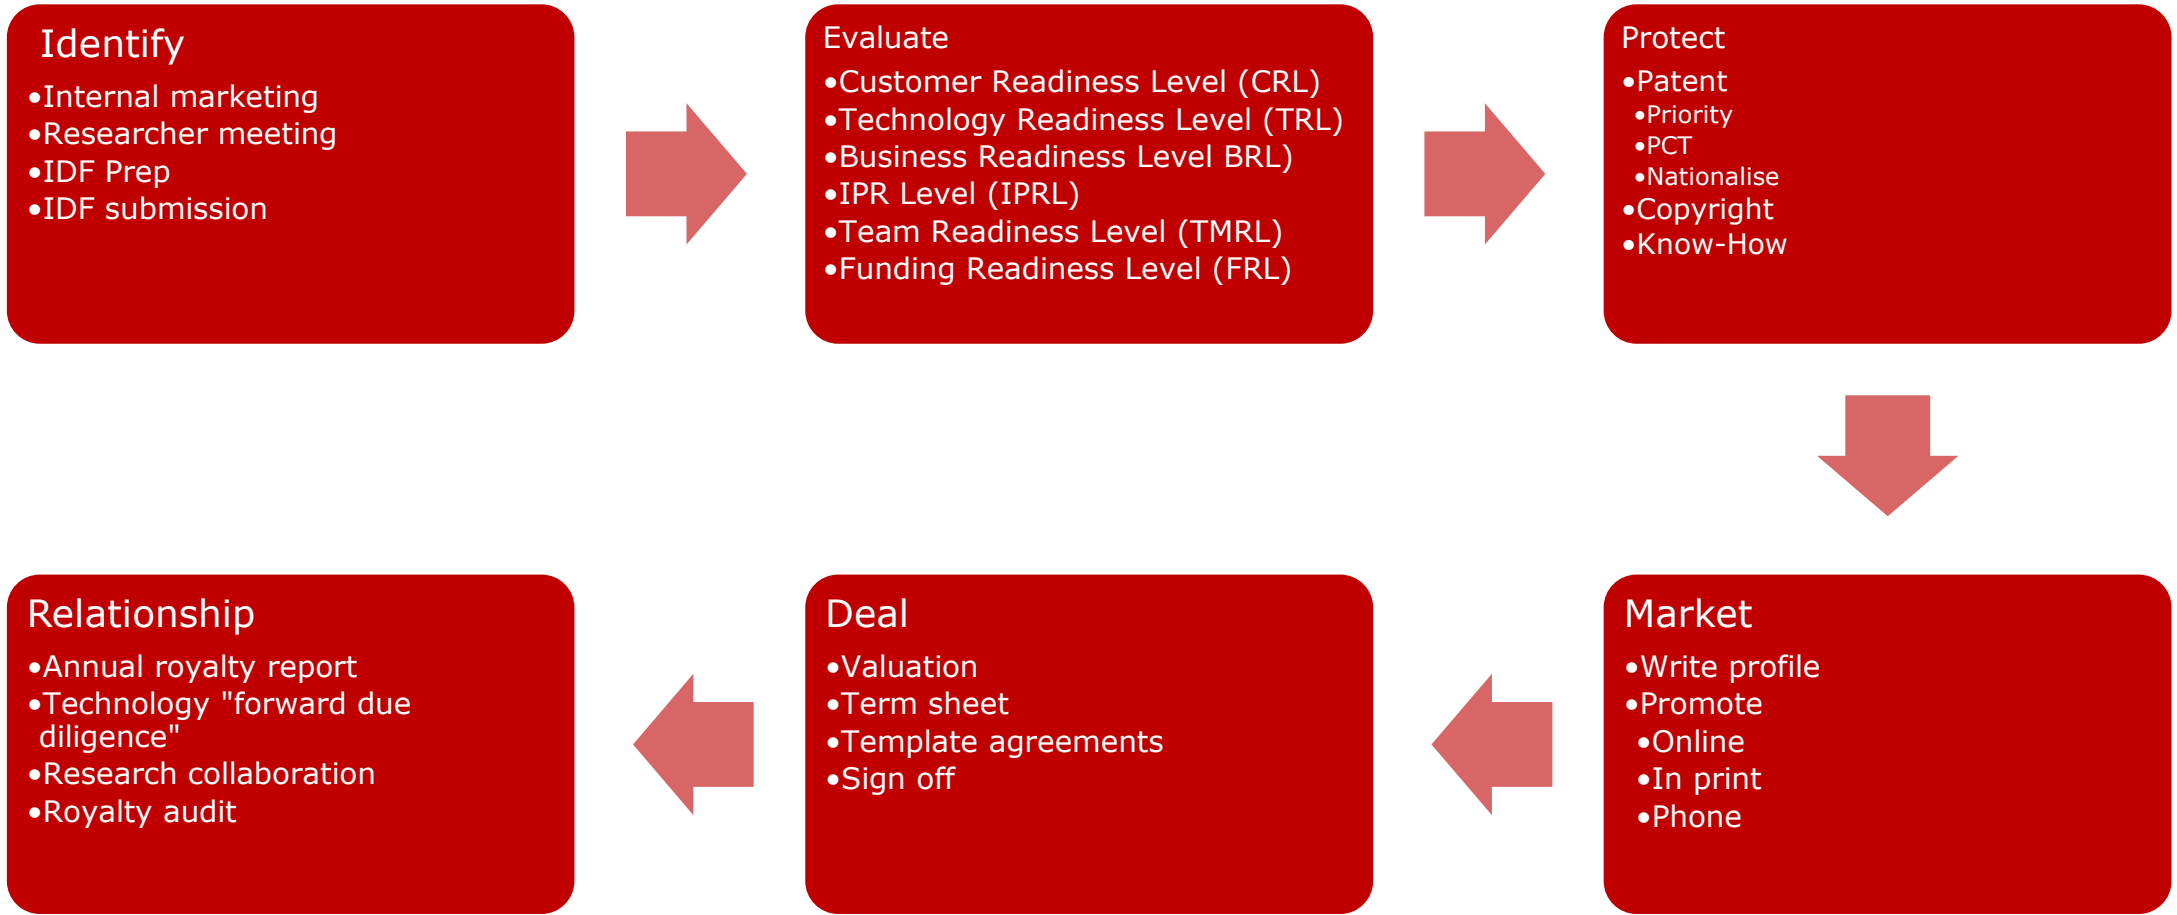 Identify
•Internal marketing
•Researcher meeting
•IDF Prep
•IDF submission
Evaluate
•Customer Readiness Level (CRL)
•Technology Readiness Level (TRL)
•Business Readiness Level BRL)
•IPR Level (IPRL)
•Team Readiness Level (TMRL)
•Funding Readiness Level (FRL)
Protect
•Patent
•Priority
•PCT
•Nationalise
•Copyright
•Know-How
Market
•Write profile
•Promote
•Online
•In print
•Phone
Deal
•Valuation
•Term sheet
•Template agreements
•Sign off
Relationship
•Annual royalty report
•Technology "forward due
diligence"
•Research collaboration
•Royalty audit